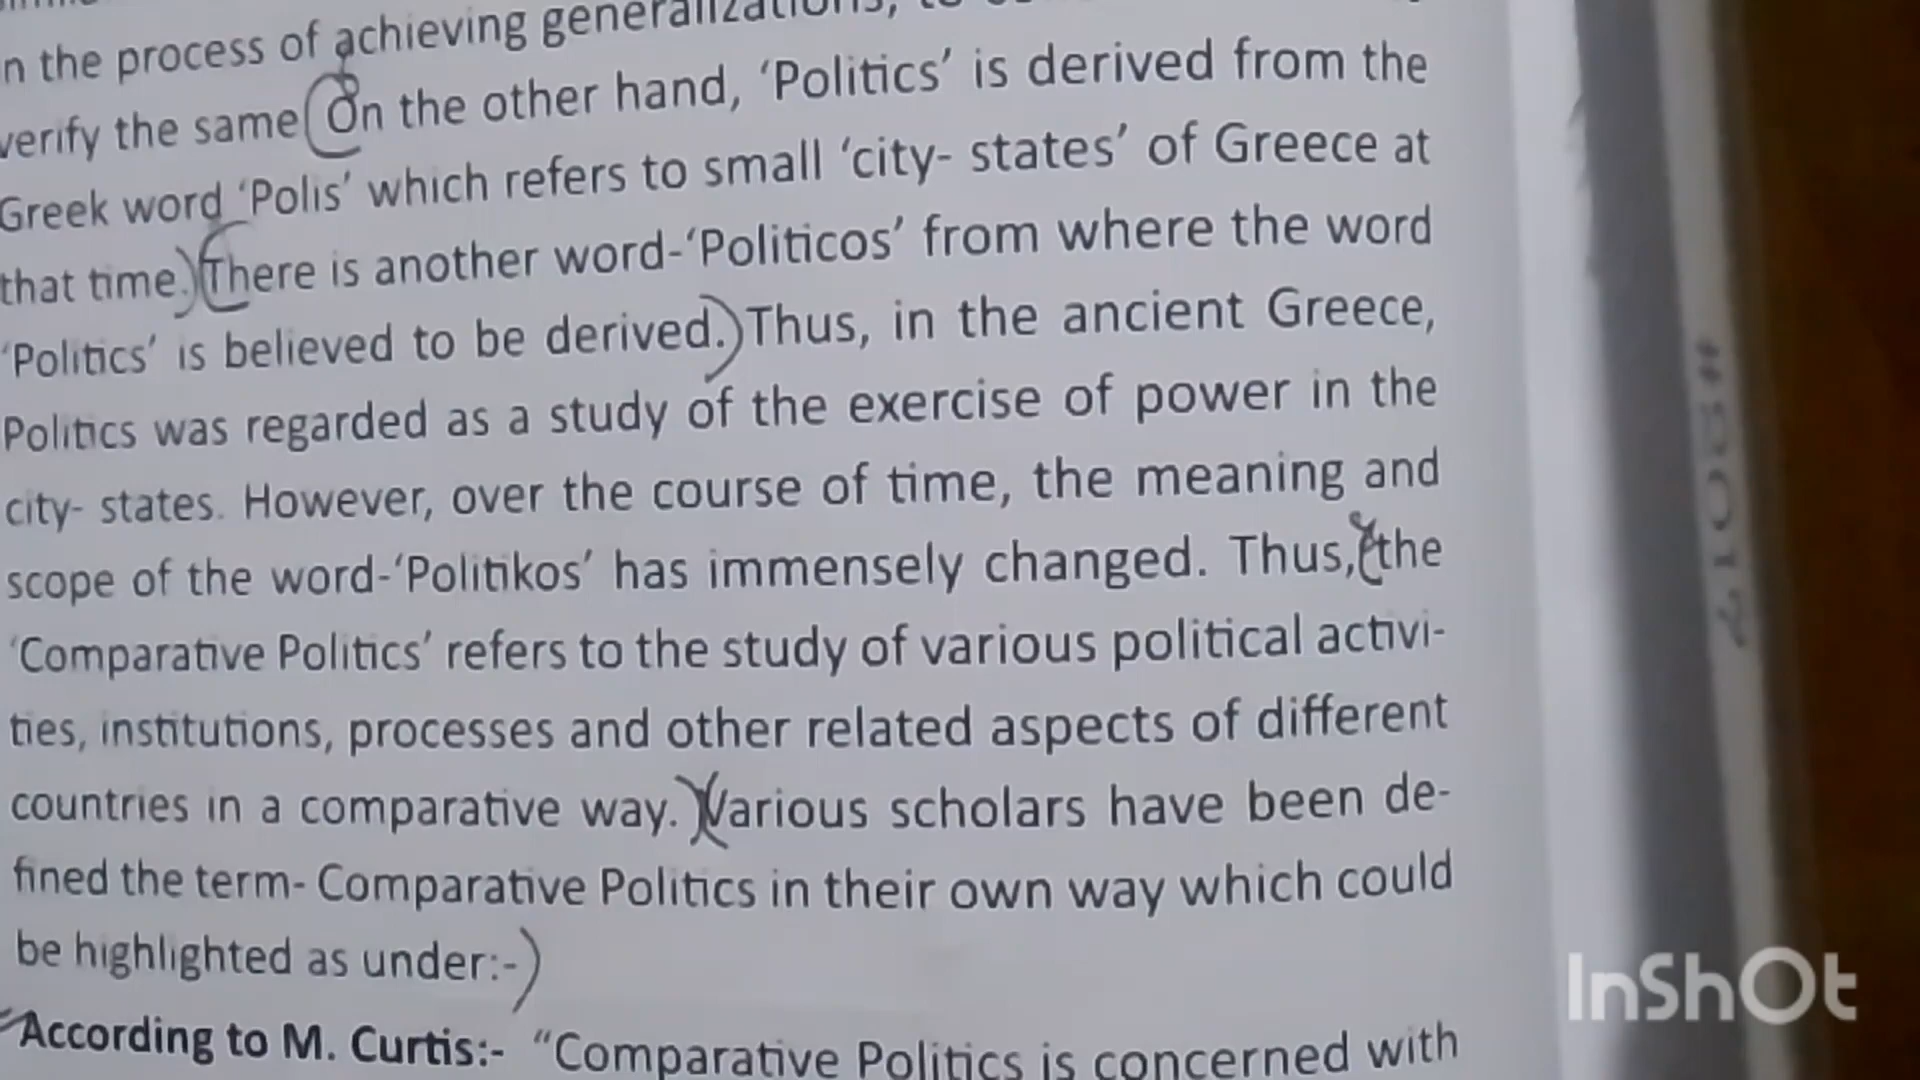 n the process of achieving generalizations,
verify the same On the other hand, ‘Politics’ is derived from the
Greek word ‘Polis’ which refers to small ‘city- states’ of Greece at
that time. There is another word-‘Politicos’ from where the word
‘Politics’ is believed to be derived. Thus, in the ancient Greece,
Politics was regarded as a study of the exercise of power in the
city- states. However, over the course of time, the meaning and
scope of the word-‘Politikos’ has immensely changed. Thus, the
‘Comparative Politics’ refers to the study of various political activi-
ties, institutions, processes and other related aspects of different
countries in a comparative way. Various scholars have been de-
fined the term- Comparative Politics in their own way which could
be highlighted as under:-
According to M. Curtis:- “Comparative Politics is concerned with
InShOt